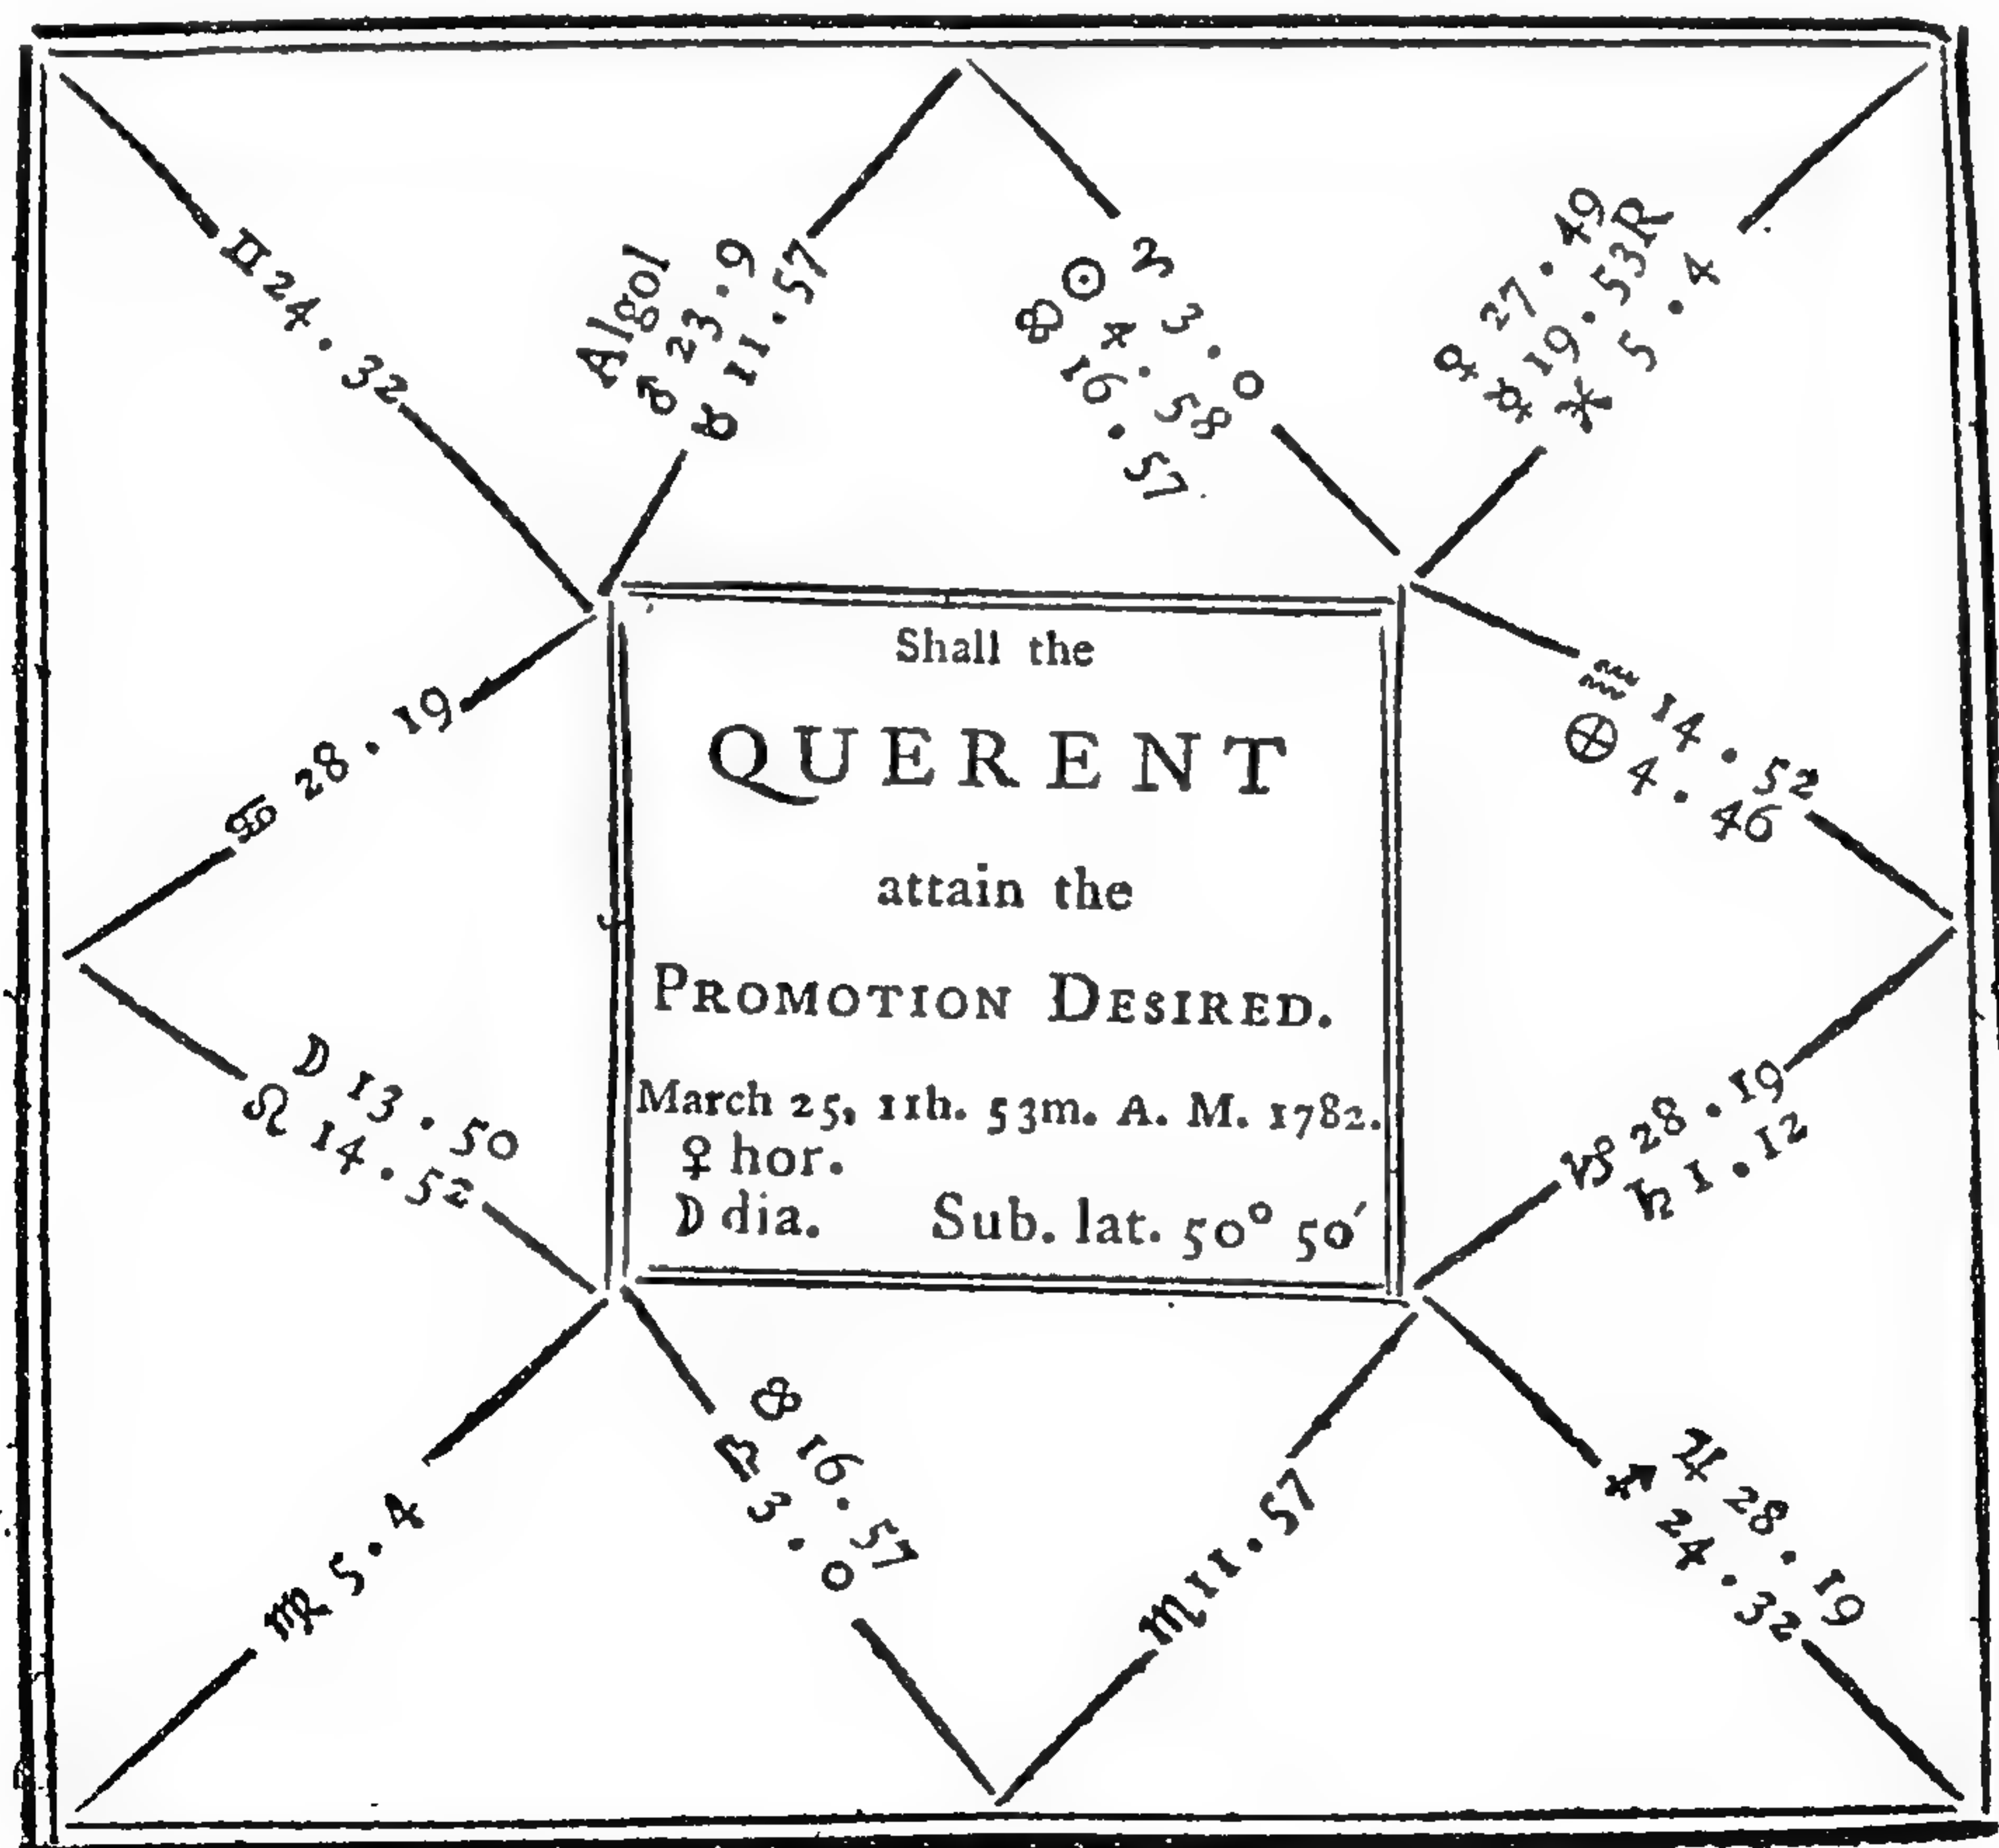 ♊ 24 . 32
Algol
♂ 23 . 9
♉ 11 . 57
♈ 3 . 0
☉ 4 . 58
☋ 16 . 57
♀ 27 . 49
☿ 19 . 53R
♓ 5 . 4
♋ 28 . 19
Shall the
QUERENT
attain the
PROMOTION DESIRED.
March 25, 11h. 53m. A. M. 1782.
♀ hor.
☽ dia. Sub. lat. 50° 50′
♒ 14 . 52
⊗ 4 . 46
☽ 13 . 50
♌ 14 . 52
♑ 28 . 19
♄ 1 . 12
♍ 5 . 4
☊ 16 . 57
♎ 3 . 0
♏ 11 . 57
♃ 28 . 19
♐ 24 . 32